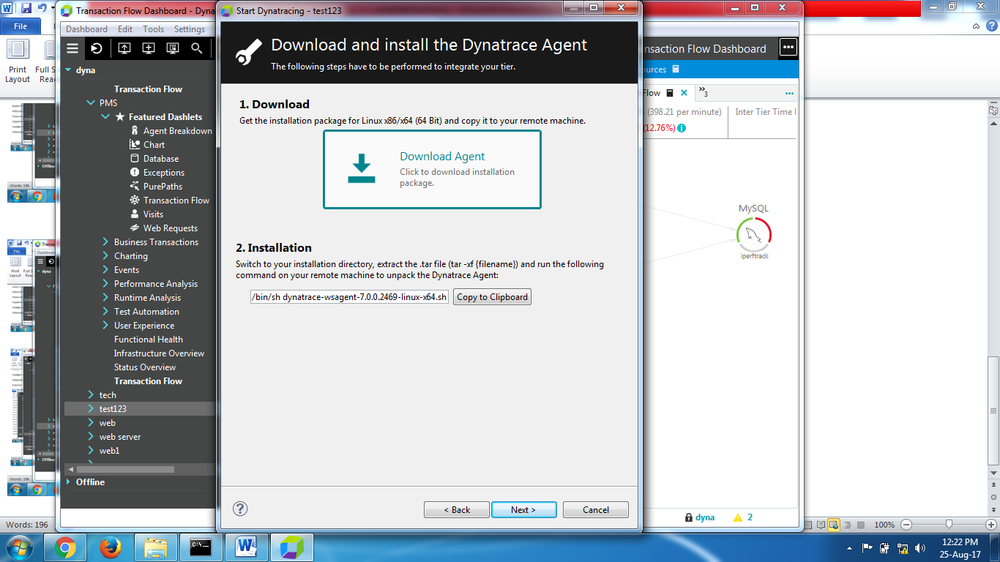 Transaction Flow Dashboard - Dyna
Start Dynatracing - test123
File
Dashboard Edit Tools Settings
Print Layout
Full S
Rea
dyna
Transaction Flow
PMS
Featured Dashlets
Agent Breakdown
Chart
Database
Exceptions
PurePaths
Transaction Flow
Visits
Web Requests
Business Transactions
Charting
Events
Performance Analysis
Runtime Analysis
Test Automation
User Experience
Functional Health
Infrastructure Overview
Status Overview
Transaction Flow
tech
test123
web
web server
web1
Offline
Download and install the Dynatrace Agent
The following steps have to be performed to integrate your tier.
1. Download
Get the installation package for Linux x86/x64 (64 Bit) and copy it to your remote machine.
Download Agent
Click to download installation
package.
2. Installation
Switch to your installation directory, extract the .tar file (tar -xf {filename}) and run the following
command on your remote machine to unpack the Dynatrace Agent:
/bin/sh dynatrace-wsagent-7.0.0.2469-linux-x64.sh
Copy to Clipboard
< Back
Next >
Cancel
nsaction Flow Dashboard
ources
Flow
3
(398.21 per minute)
Inter Tier Time
(12.76%)
MySQL
iperftrack
dyna
2
Words: 196
100%
12:22 PM
25-Aug-17